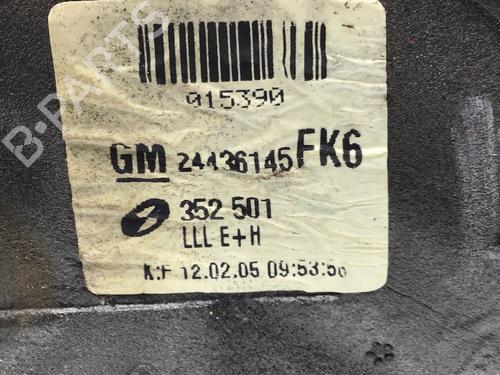 015390
GM 24436145 FK6
352 501
LLL E+H
K:F 12.02.05 09:53:56
B-PARTS